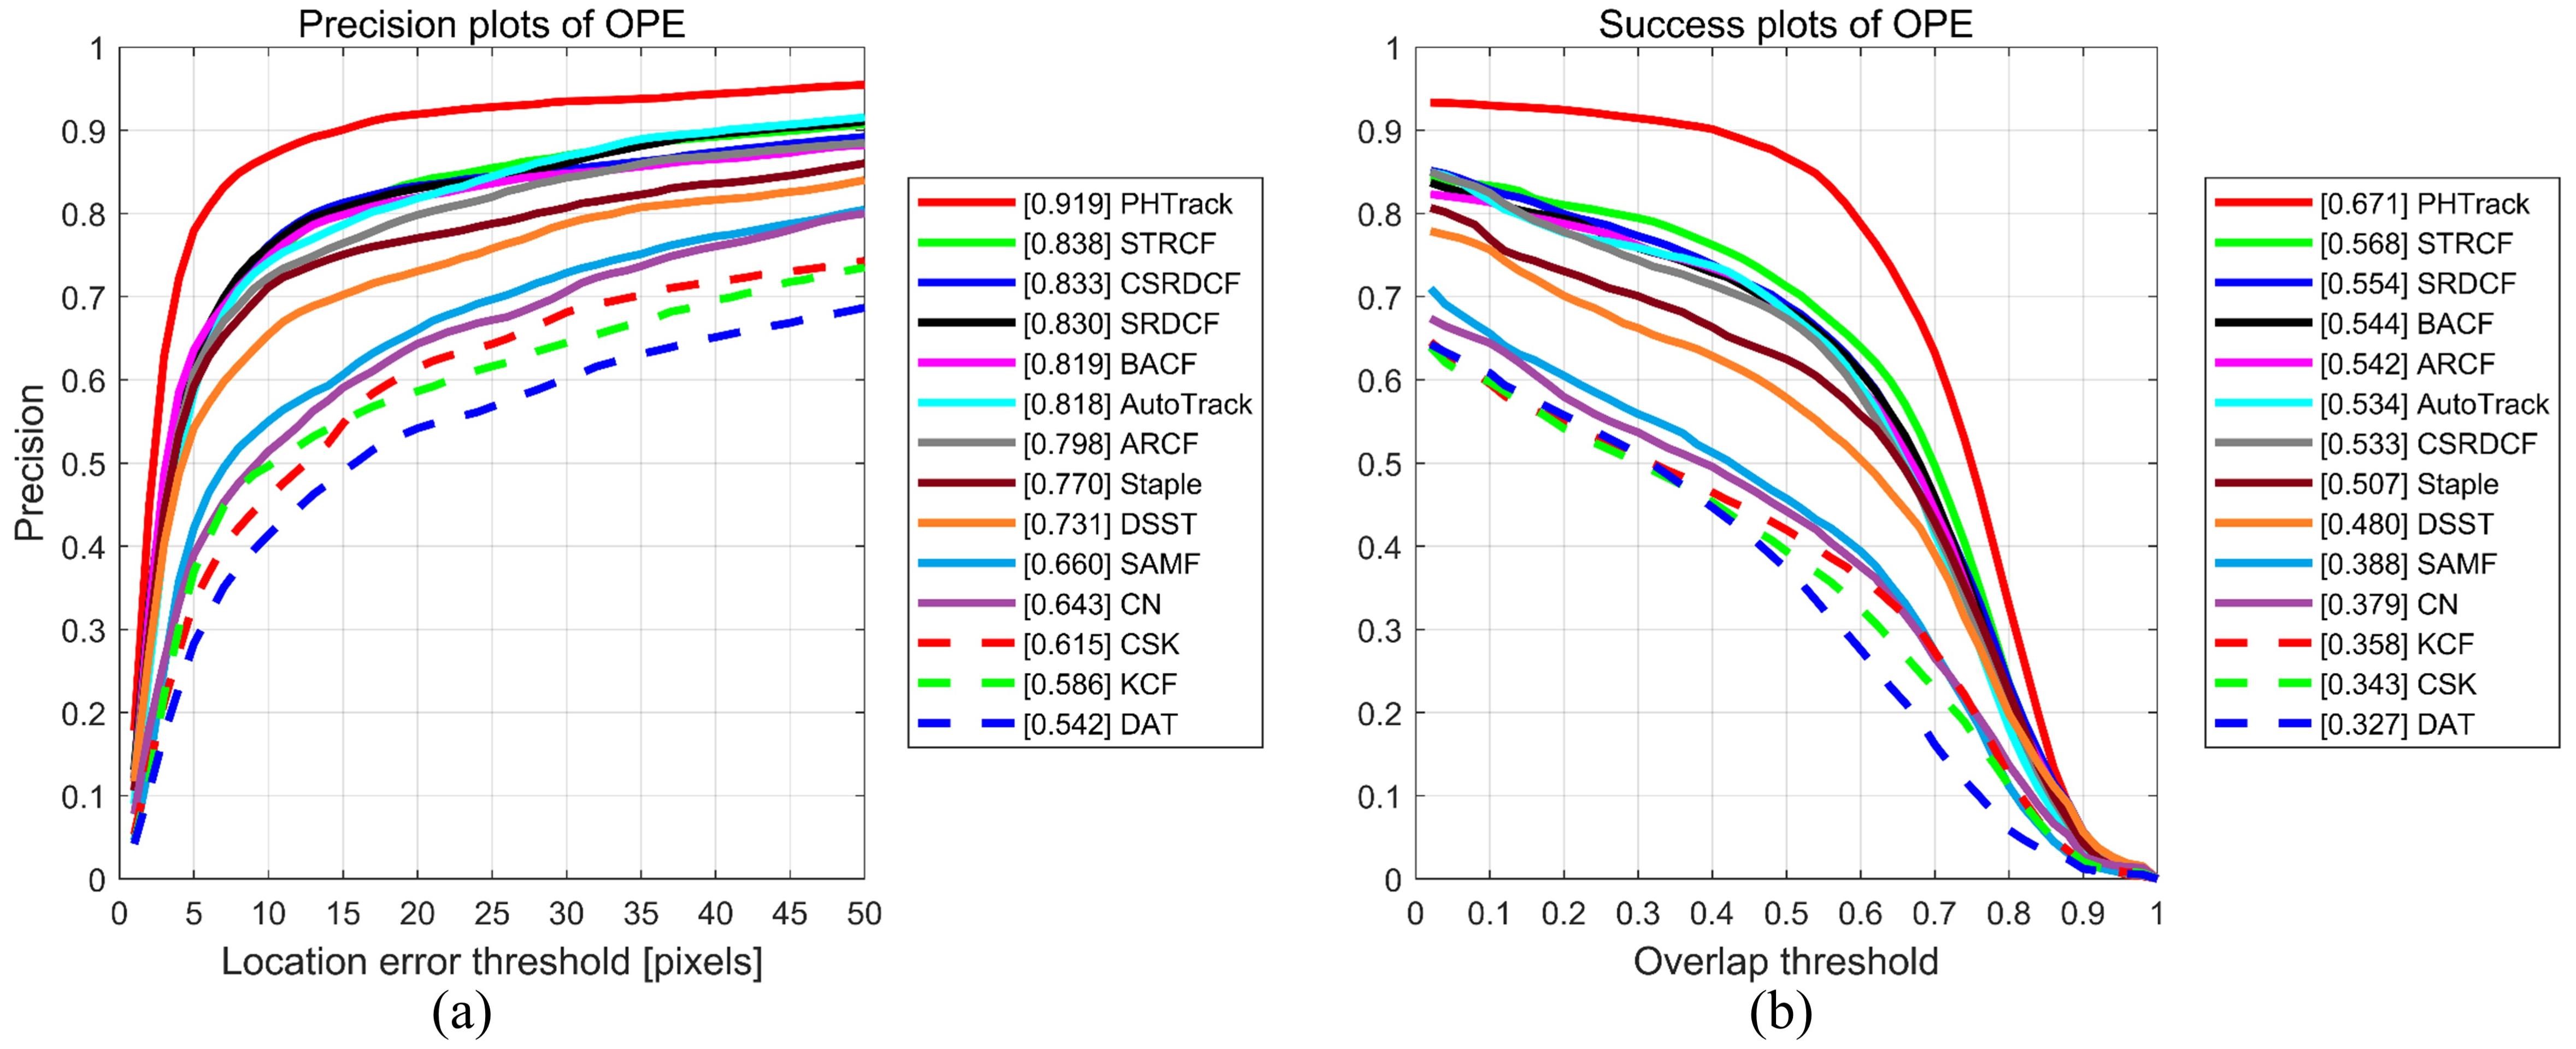 Precision plots of OPE
1
0.9
0.8
0.7
0.6
0.5
0.4
0.3
0.2
0.1
0
0 5 10 15 20 25 30 35 40 45 50
Precision
Location error threshold [pixels]
(a)
[0.919] PHTrack
[0.838] STRCF
[0.833] CSRDCF
[0.830] SRDCF
[0.819] BACF
[0.818] AutoTrack
[0.798] ARCF
[0.770] Staple
[0.731] DSST
[0.660] SAMF
[0.643] CN
[0.615] CSK
[0.586] KCF
[0.542] DAT
Success plots of OPE
1
0.9
0.8
0.7
0.6
0.5
0.4
0.3
0.2
0.1
0
0 0.1 0.2 0.3 0.4 0.5 0.6 0.7 0.8 0.9 1
Overlap threshold
(b)
[0.671] PHTrack
[0.568] STRCF
[0.554] SRDCF
[0.544] BACF
[0.542] ARCF
[0.534] AutoTrack
[0.533] CSRDCF
[0.507] Staple
[0.480] DSST
[0.388] SAMF
[0.379] CN
[0.358] KCF
[0.343] CSK
[0.327] DAT